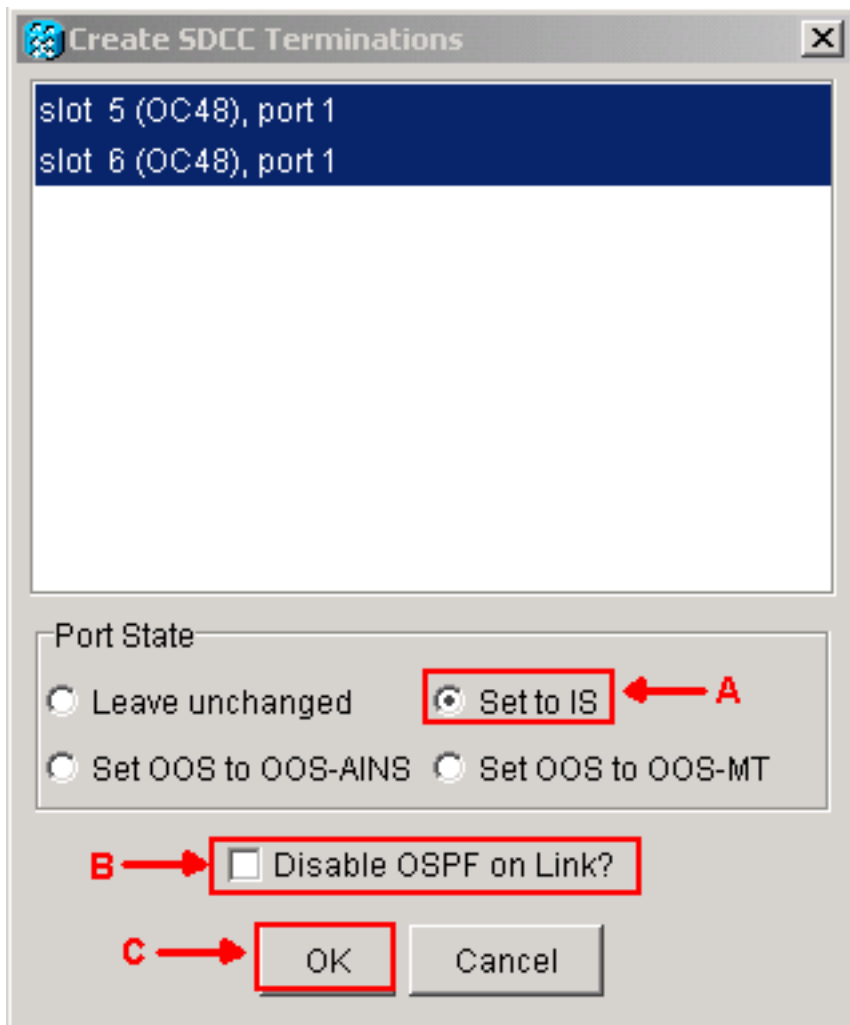 Create SDCC Terminations
slot 5 (OC48), port 1
slot 6 (OC48), port 1
Port State
Leave unchanged
Set to IS
A
Set OOS to OOS-AINS
Set OOS to OOS-MT
B
Disable OSPF on Link?
C
OK
Cancel